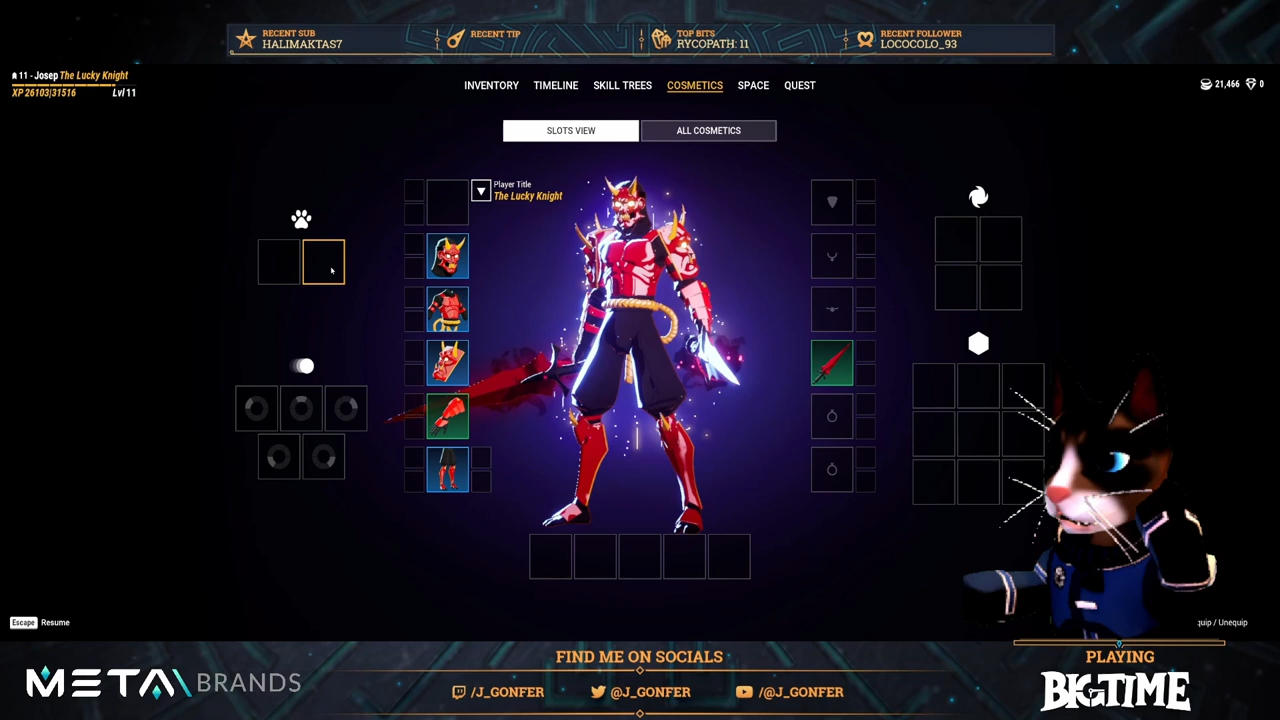 RECENT SUB
HALIMAKTAS7
RECENT TIP
TOP BITS
RYCOPATH: 11
RECENT FOLLOWER
LOCOCOLO_93
11 - Josep The Lucky Knight
XP 26103|31516 Lvl 11
INVENTORY TIMELINE SKILL TREES COSMETICS SPACE QUEST
21,466 0
SLOTS VIEW ALL COSMETICS
Player Title
The Lucky Knight
Escape Resume
quip / Unequip
FIND ME ON SOCIALS
/J_GONFER @J_GONFER /@J_GONFER
META BRANDS
PLAYING
BIGTIME